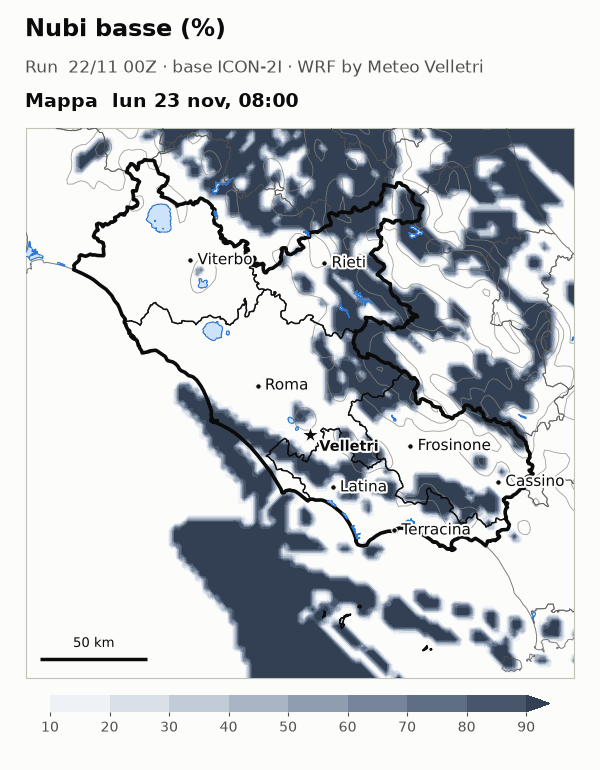 Nubi basse (%)
Run  22/11 00Z · base ICON-2I · WRF by Meteo Velletri
Mappa  lun 23 nov, 08:00
Viterbo
Rieti
Roma
Velletri
Frosinone
Latina
Cassino
Terracina
50 km
10 20 30 40 50 60 70 80 90